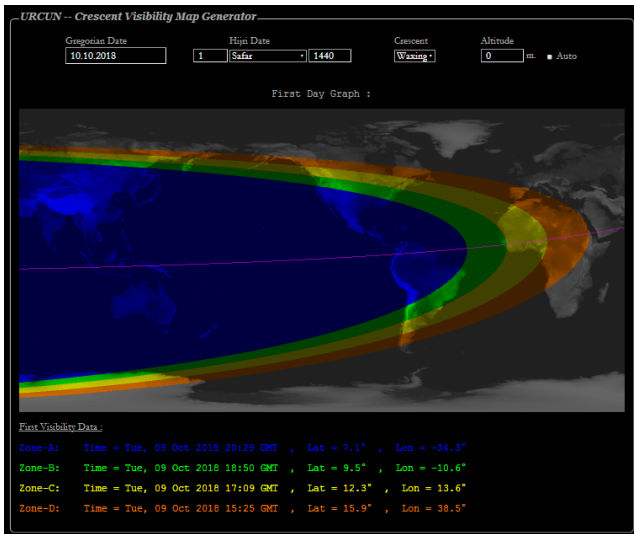 URCUN -- Crescent Visibility Map Generator
Gregorian Date Hijri Date Crescent Altitude
10.10.2018 1 Safar 1440 Waxing 0 m. Auto
First Day Graph :
First Visibility Data :
Zone-A: Time = Tue, 09 Oct 2018 20:25 GMT , Lat = 7.1° , Lon = -34.3°
Zone-B: Time = Tue, 09 Oct 2018 18:50 GMT , Lat = 9.5° , Lon = -10.6°
Zone-C: Time = Tue, 09 Oct 2018 17:09 GMT , Lat = 12.3° , Lon = 13.6°
Zone-D: Time = Tue, 09 Oct 2018 15:25 GMT , Lat = 15.9° , Lon = 38.5°